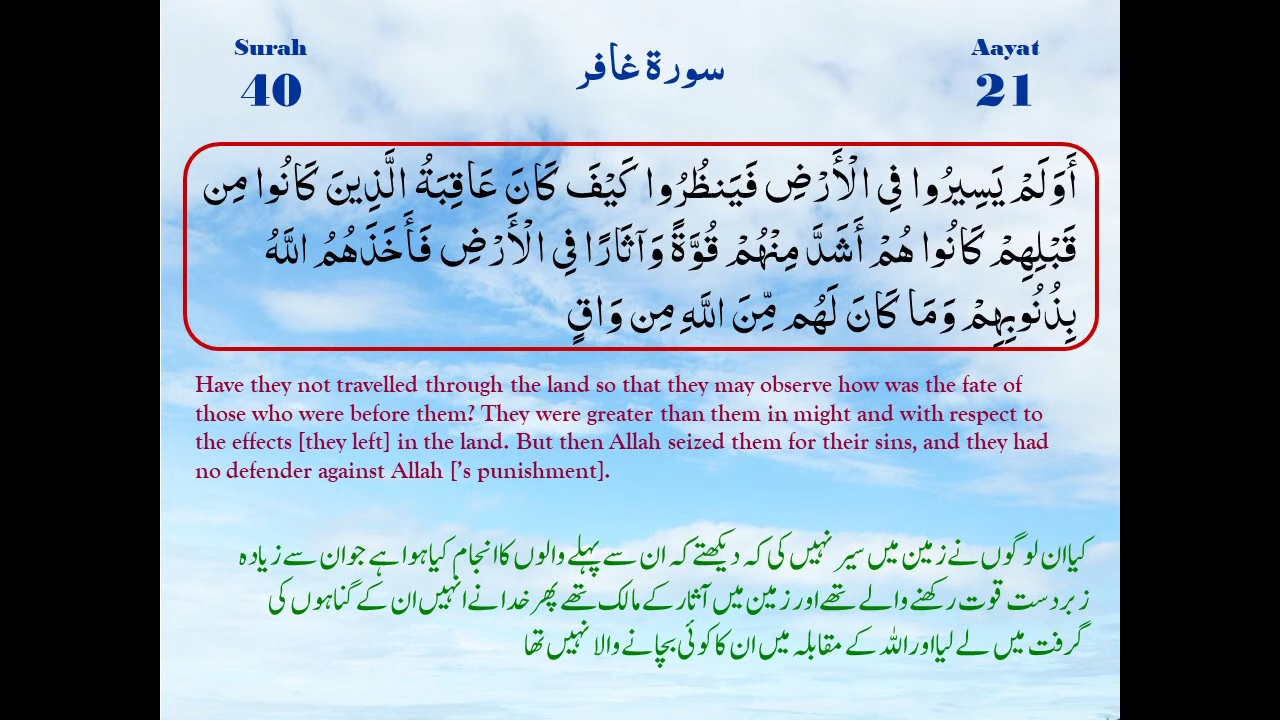 Surah
40
سورة غافر
Aayat
21
أَوَلَمْ يَسِيرُوا فِي الْأَرْضِ فَيَنظُرُوا كَيْفَ كَانَ عَاقِبَةُ الَّذِينَ كَانُوا مِن
قَبْلِهِمْ كَانُوا هُمْ أَشَدَّ مِنْهُمْ قُوَّةً وَآثَارًا فِي الْأَرْضِ فَأَخَذَهُمُ اللَّهُ
بِذُنُوبِهِمْ وَمَا كَانَ لَهُم مِّنَ اللَّهِ مِن وَاقٍ
Have they not travelled through the land so that they may observe how was the fate of
those who were before them? They were greater than them in might and with respect to
the effects [they left] in the land. But then Allah seized them for their sins, and they had
no defender against Allah [’s punishment].
کیا ان لوگوں نے زمین میں سیر نہیں کی کہ دیکھتے کہ ان سے پہلے والوں کا انجام کیا ہوا ہے جو ان سے زیادہ
زبردست قوت رکھنے والے تھے اور زمین میں آثار کے مالک تھے پھر خدا نے انہیں ان کے گناہوں کی
گرفت میں لے لیا اور اللہ کے مقابلہ میں ان کا کوئی بچانے والا نہیں تھا